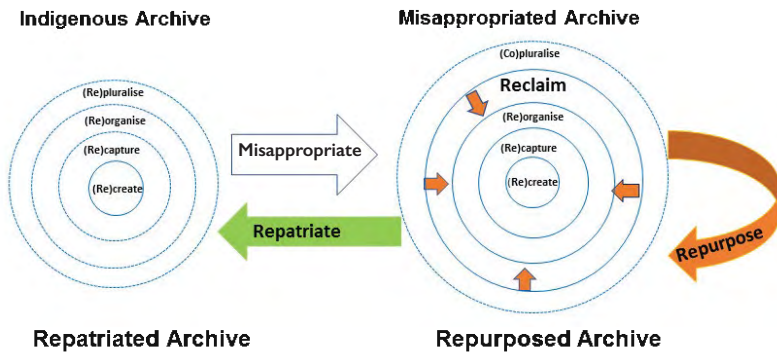 Indigenous Archive
Misappropriated Archive
(Re)pluralise
(Re)organise
(Re)capture
(Re)create
Misappropriate
Repatriate
(Co)pluralise
Reclaim
(Re)organise
(Re)capture
(Re)create
Repurpose
Repatriated Archive
Repurposed Archive